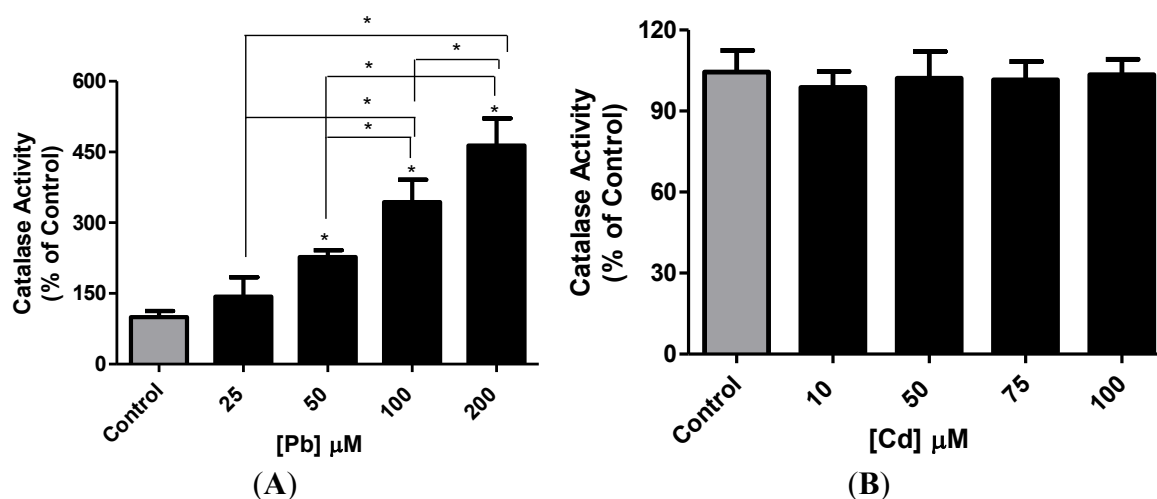 *
*
*
*
*
*
*
*
600
450
300
150
0
Catalase Activity
(% of Control)
Control
25
50
100
200
[Pb] μM
(A)
120
90
60
30
0
Catalase Activity
(% of Control)
Control
10
50
75
100
[Cd] μM
(B)